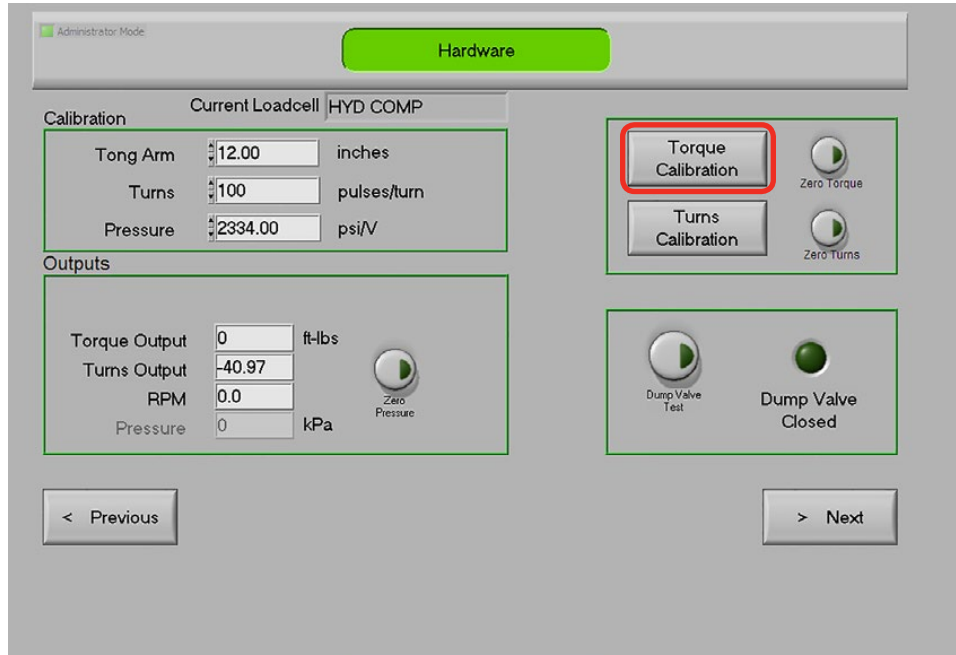 Administrator Mode
Hardware
Current Loadcell HYD COMP
Calibration
Tong Arm 12.00 inches
Turns 100 pulses/turn
Pressure 2334.00 psi/V
Torque Calibration
Zero Torque
Turns Calibration
Zero Turns
Outputs
Torque Output 0 ft-lbs
Turns Output -40.97
RPM 0.0
Pressure 0 kPa
Zero Pressure
Dump Valve Test
Dump Valve Closed
< Previous
> Next